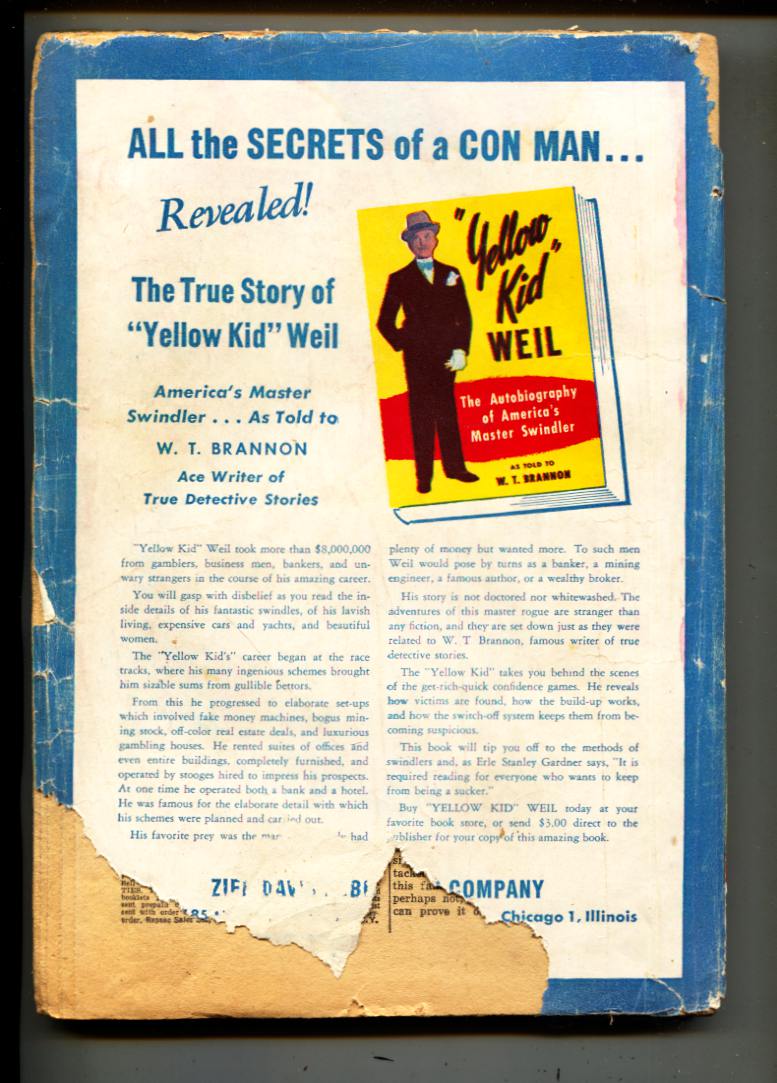 ALL the SECRETS of a CON MAN...
Revealed!
The True Story of
"Yellow Kid" Weil
America's Master
Swindler . . . As Told to
W. T. BRANNON
Ace Writer of
True Detective Stories
"Yellow
Kid"
WEIL
The Autobiography
of America's
Master Swindler
AS TOLD TO
W. T. BRANNON
"Yellow Kid" Weil took more than $8,000,000
from gamblers, business men, bankers, and un-
wary strangers in the course of his amazing career.
You will gasp with disbelief as you read the in-
side details of his fantastic swindles, of his lavish
living, expensive cars and yachts, and beautiful
women.
The "Yellow Kid's" career began at the race
tracks, where his many ingenious schemes brought
him sizable sums from gullible bettors.
From this he progressed to elaborate set-ups
which involved fake money machines, bogus min-
ing stock, off-color real estate deals, and luxurious
gambling houses. He rented suites of offices and
even entire buildings, completely furnished, and
operated by stooges hired to impress his prospects.
At one time he operated both a bank and a hotel.
He was famous for the elaborate detail with which
his schemes were planned and carried out.
His favorite prey was the had
plenty of money but wanted more. To such men
Weil would pose by turns as a banker, a mining
engineer, a famous author, or a wealthy broker.
His story is not doctored nor whitewashed. The
adventures of this master rogue are stranger than
any fiction, and they are set down just as they were
related to W. T Brannon, famous writer of true
detective stories.
The "Yellow Kid" takes you behind the scenes
of the get-rich-quick confidence games. He reveals
how victims are found, how the build-up works,
and how the switch-off system keeps them from be-
coming suspicious.
This book will tip you off to the methods of
swindlers and, as Erle Stanley Gardner says, "It is
required reading for everyone who wants to keep
from being a sucker."
Buy "YELLOW KID" WEIL today at your
favorite book store, or send $3.00 direct to the
publisher for your copy of this amazing book.
ZIFF DAVIS COMPANY
Chicago 1, Illinois
booklets
sent prepaid
sent with order
order.
this
perhaps not
can prove it